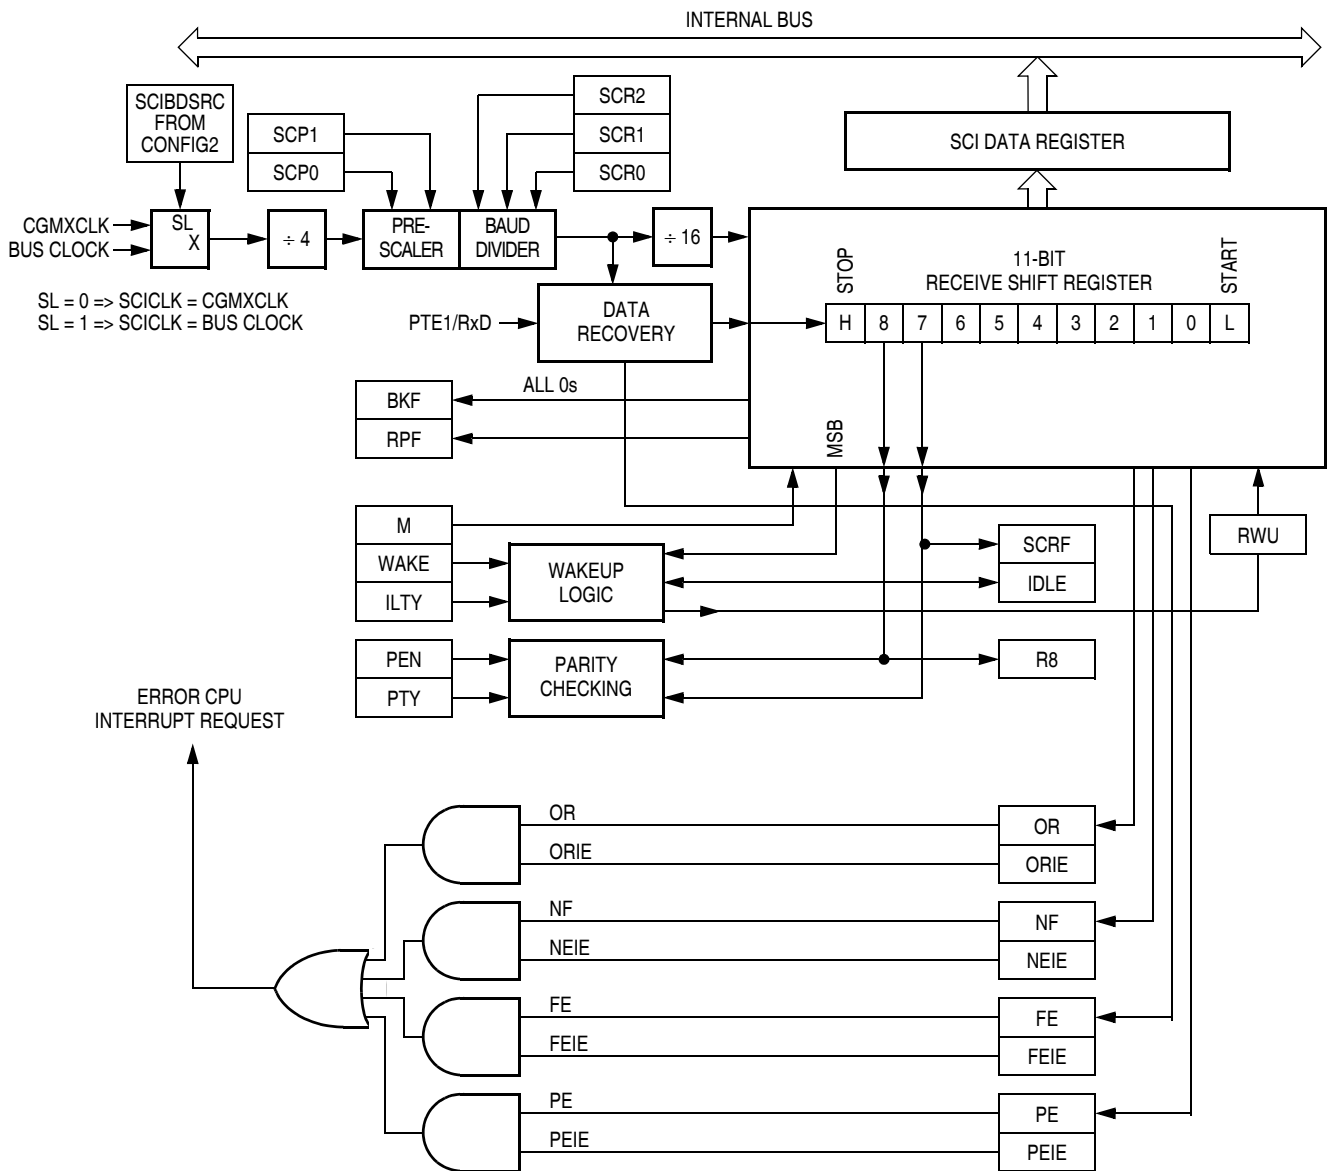 INTERNAL BUS
SCIBDSRC
FROM
CONFIG2
SCP1
SCP0
SCR2
SCR1
SCR0
SCI DATA REGISTER
CGMXCLK
BUS CLOCK
SL
X
÷ 4
PRE-
SCALER
BAUD
DIVIDER
÷ 16
SL = 0 => SCICLK = CGMXCLK
SL = 1 => SCICLK = BUS CLOCK
PTE1/RxD
DATA
RECOVERY
STOP
11-BIT
RECEIVE SHIFT REGISTER
START
H 8 7 6 5 4 3 2 1 0 L
ALL 0s
BKF
RPF
MSB
M
WAKE
ILTY
WAKEUP
LOGIC
SCRF
IDLE
RWU
PEN
PTY
PARITY
CHECKING
R8
ERROR CPU
INTERRUPT REQUEST
OR
ORIE
OR
ORIE
NF
NEIE
NF
NEIE
FE
FEIE
FE
FEIE
PE
PEIE
PE
PEIE